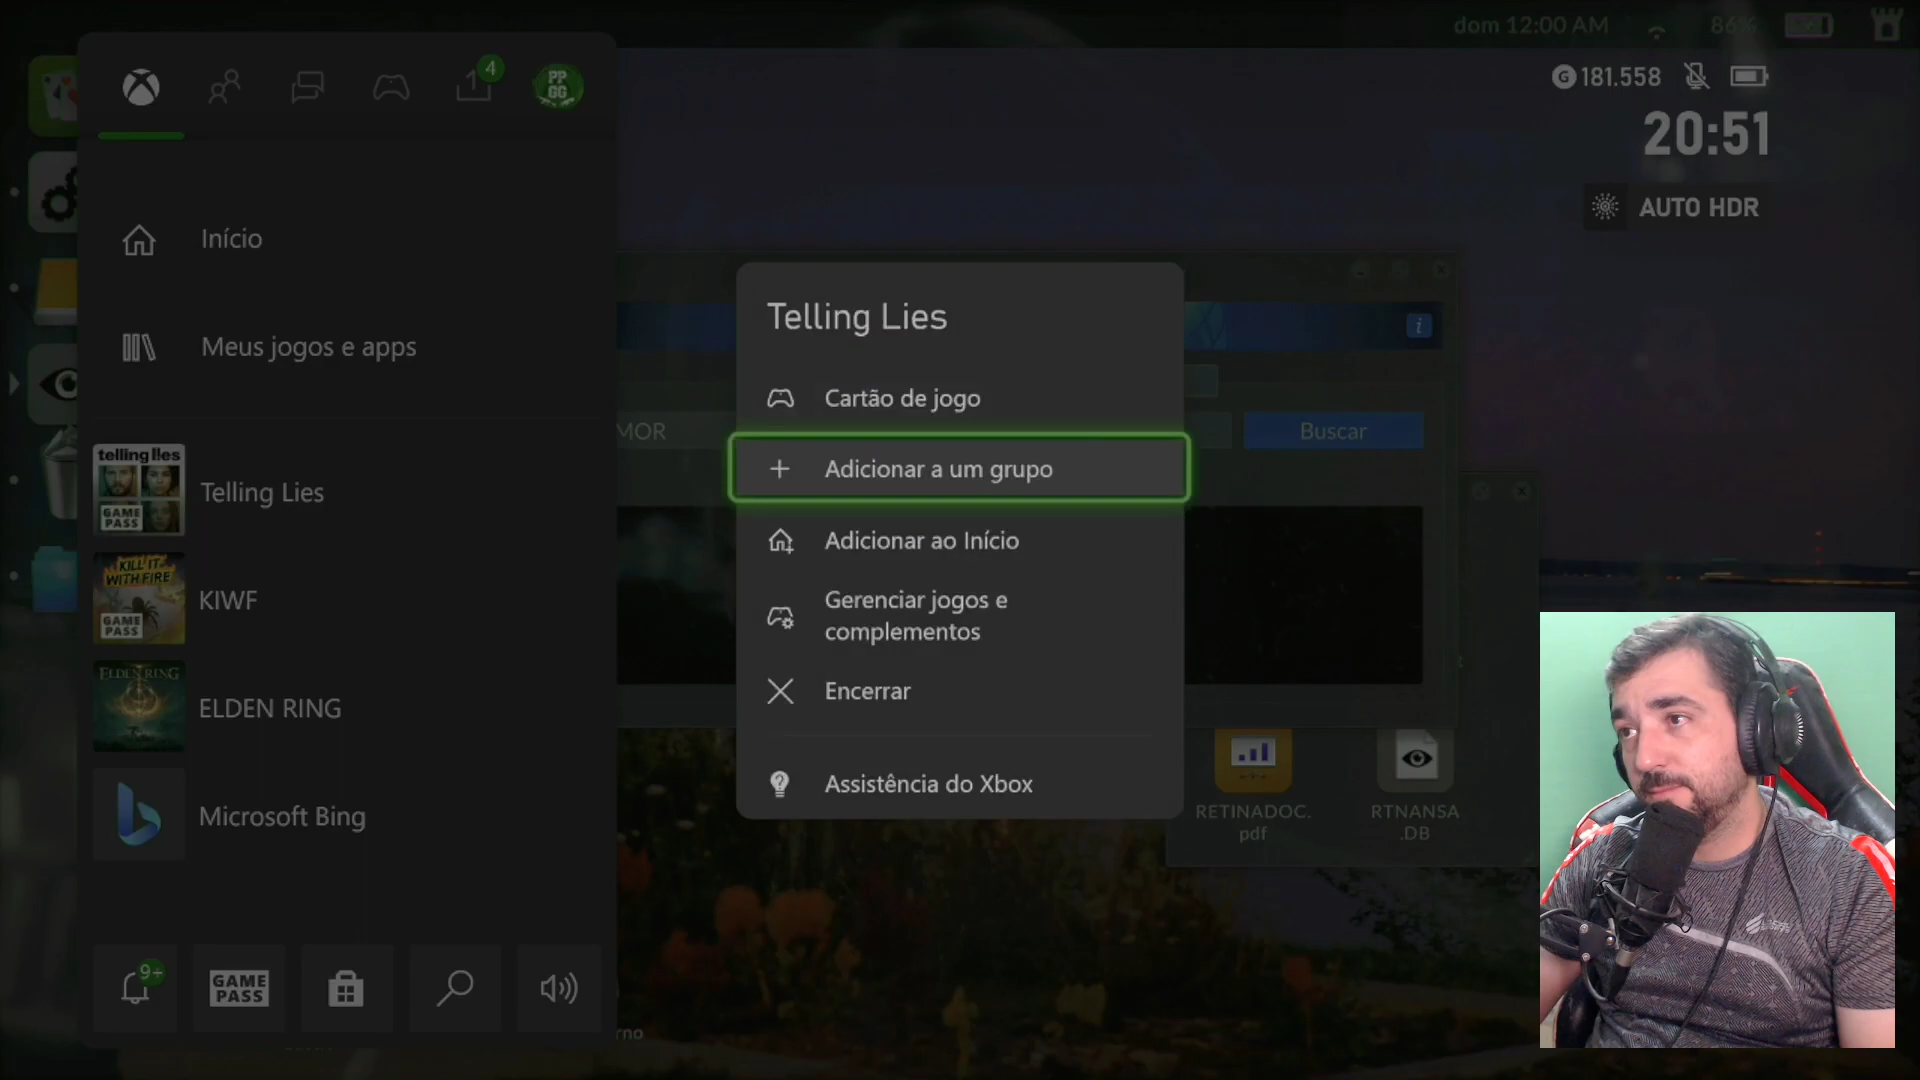 dom 12:00 AM 86%
181.558
20:51
AUTO HDR
4
PP
GG
Início
Meus jogos e apps
telling lies
GAME
PASS
Telling Lies
KILL IT
WITH FIRE
GAME
PASS
KIWF
ELDEN RING
ELDEN RING
Microsoft Bing
9+
GAME
PASS
Telling Lies
Cartão de jogo
Adicionar a um grupo
Adicionar ao Início
Gerenciar jogos e
complementos
Encerrar
Assistência do Xbox
MOR
Buscar
RETINADOC.
pdf
RTNANSA
.DB
rno